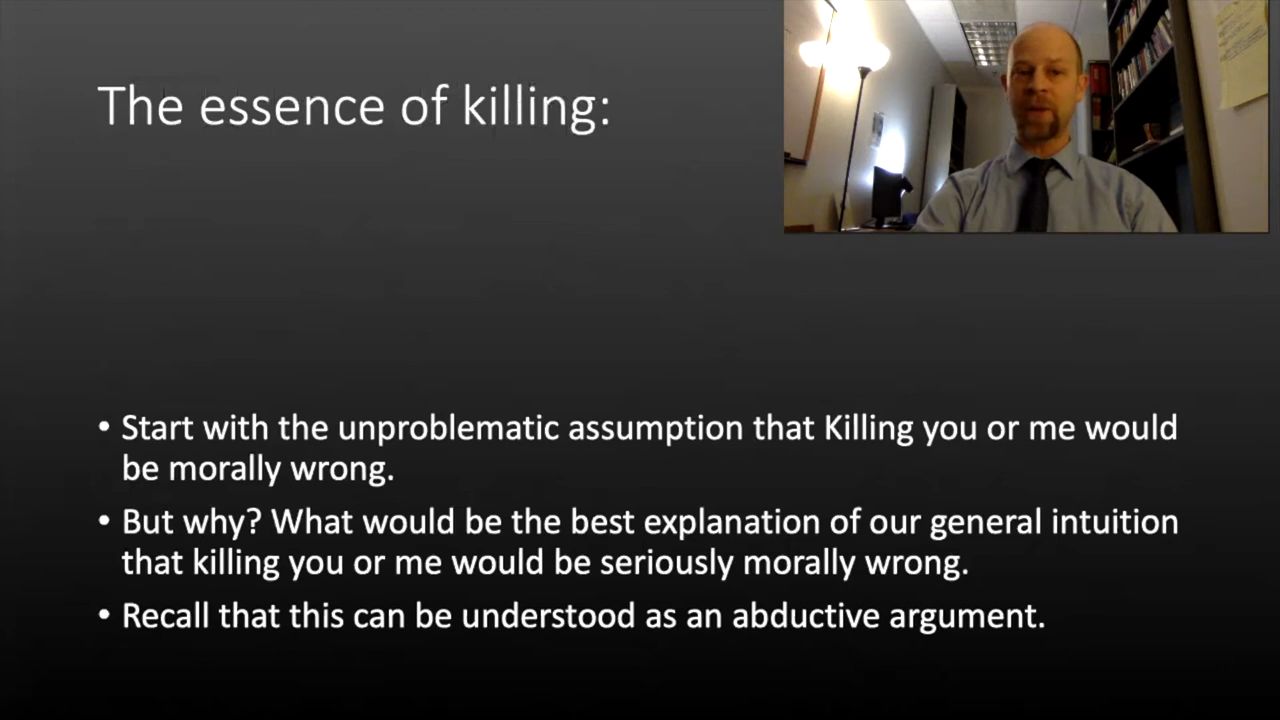 The essence of killing:
• Start with the unproblematic assumption that Killing you or me would
be morally wrong.
• But why? What would be the best explanation of our general intuition
that killing you or me would be seriously morally wrong.
• Recall that this can be understood as an abductive argument.